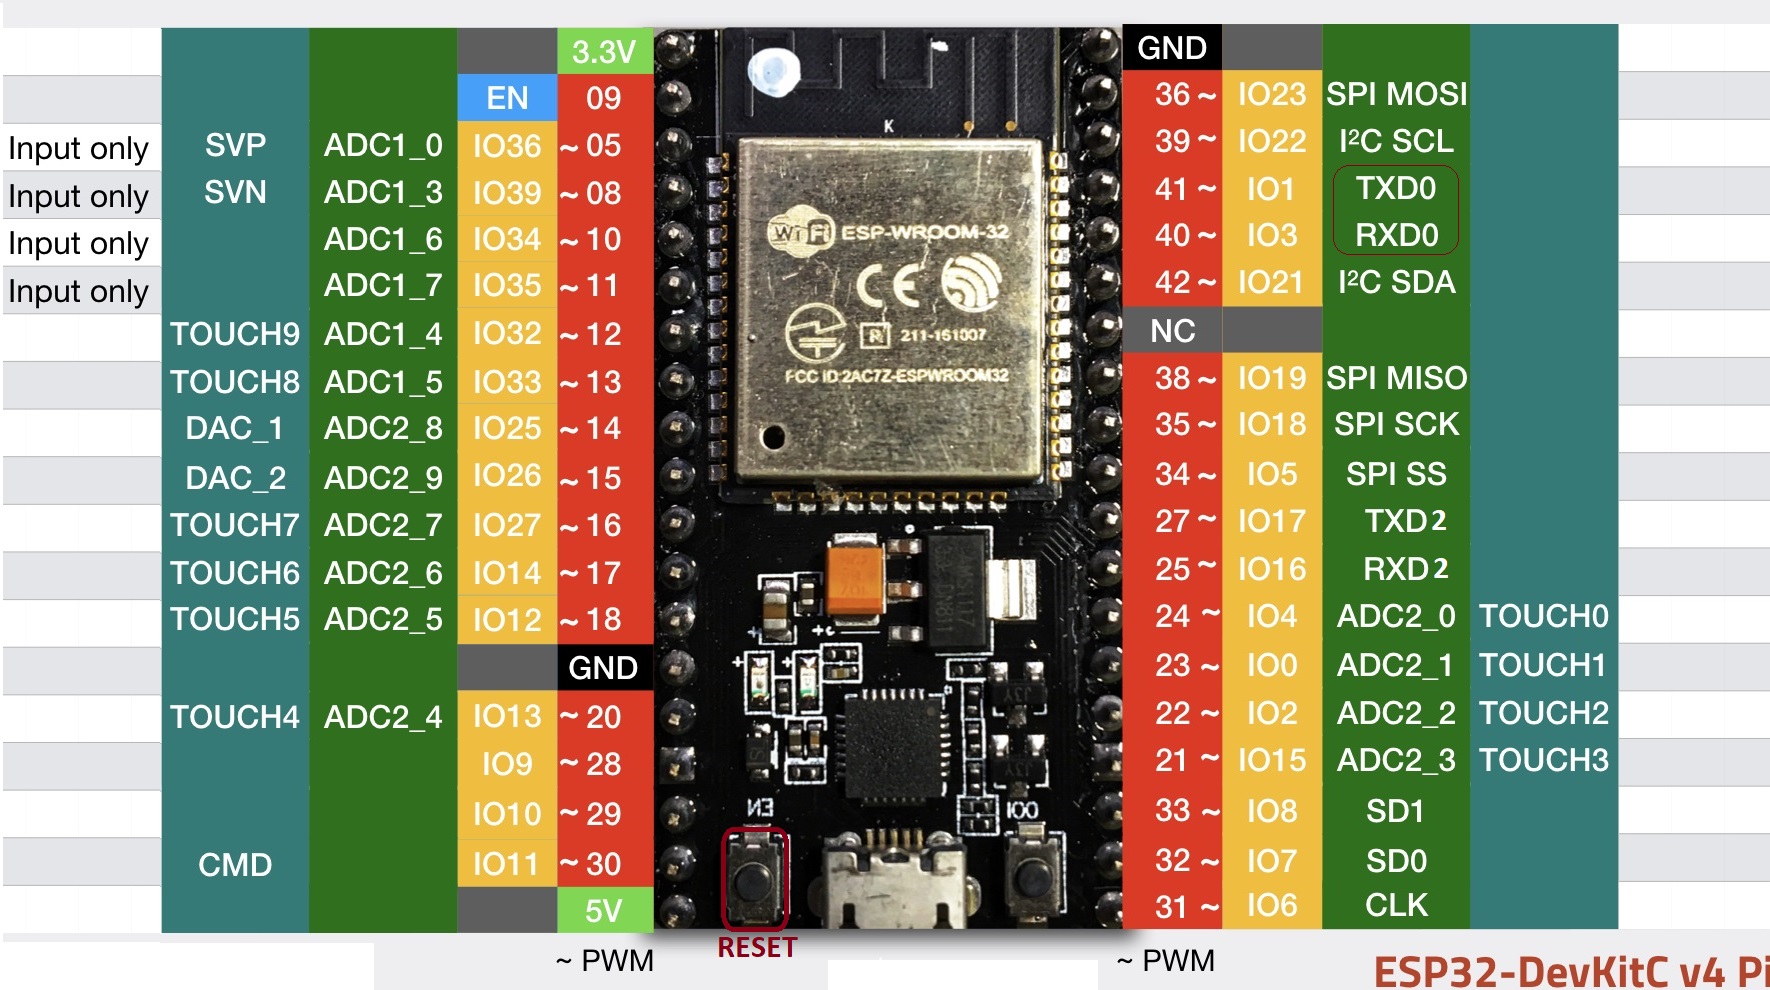 3.3V GND
EN 09 36 ~ IO23 SPI MOSI
Input only SVP ADC1_0 IO36 ~ 05 K 39 ~ IO22 I²C SCL
Input only SVN ADC1_3 IO39 ~ 08 41 ~ IO1 TXD0
Input only ADC1_6 IO34 ~ 10 WiFi ESP-WROOM-32 40 ~ IO3 RXD0
Input only ADC1_7 IO35 ~ 11 CE 42 ~ IO21 I²C SDA
TOUCH9 ADC1_4 IO32 ~ 12 R 211-161007 NC
TOUCH8 ADC1_5 IO33 ~ 13 FCC ID:2AC7Z-ESPWROOM32 38 ~ IO19 SPI MISO
DAC_1 ADC2_8 IO25 ~ 14 35 ~ IO18 SPI SCK
DAC_2 ADC2_9 IO26 ~ 15 34 ~ IO5 SPI SS
TOUCH7 ADC2_7 IO27 ~ 16 27 ~ IO17 TXD2
TOUCH6 ADC2_6 IO14 ~ 17 25 ~ IO16 RXD2
TOUCH5 ADC2_5 IO12 ~ 18 24 ~ IO4 ADC2_0 TOUCH0
GND 23 ~ IO0 ADC2_1 TOUCH1
TOUCH4 ADC2_4 IO13 ~ 20 22 ~ IO2 ADC2_2 TOUCH2
IO9 ~ 28 21 ~ IO15 ADC2_3 TOUCH3
IO10 ~ 29 EN IO0 33 ~ IO8 SD1
CMD IO11 ~ 30 32 ~ IO7 SD0
5V 31 ~ IO6 CLK
RESET
~ PWM ~ PWM
ESP32-DevKitC v4 Pi